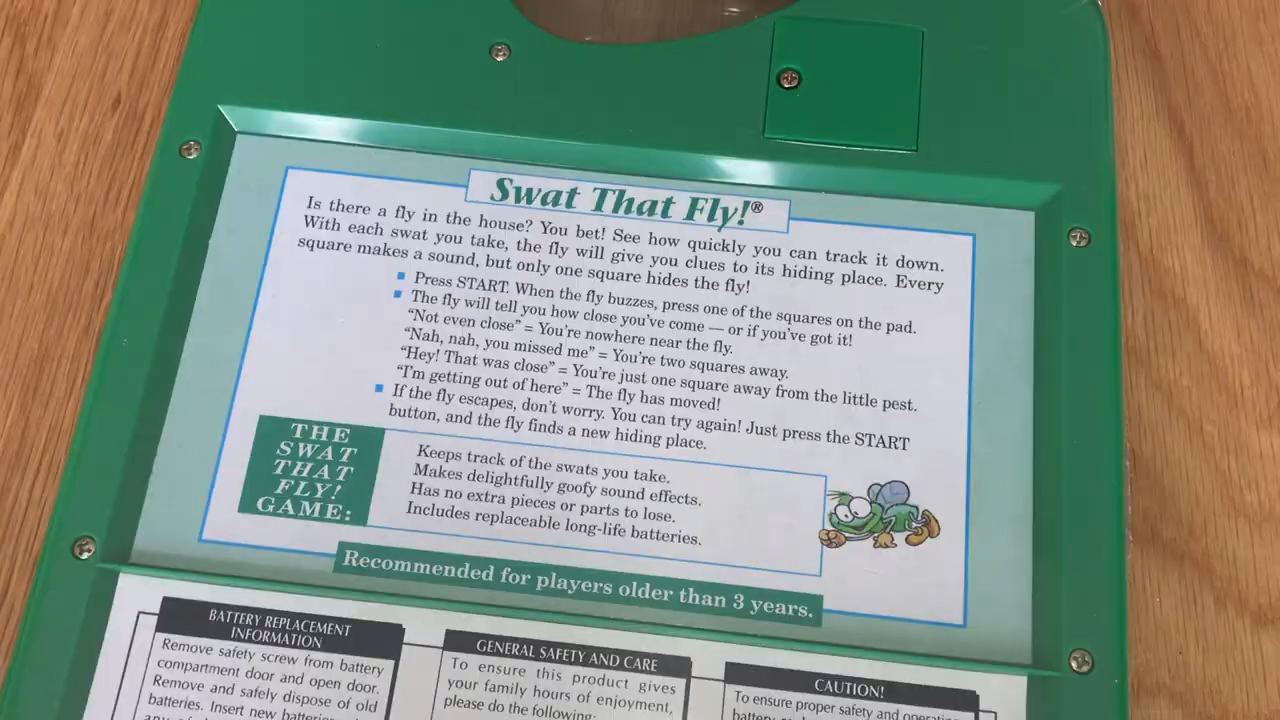 Swat That Fly!®
Is there a fly in the house? You bet! See how quickly you can track it down.
With each swat you take, the fly will give you clues to its hiding place. Every
square makes a sound, but only one square hides the fly!
Press START. When the fly buzzes, press one of the squares on the pad.
The fly will tell you how close you've come — or if you've got it!
“Not even close” = You're nowhere near the fly.
“Nah, nah, you missed me” = You're two squares away.
“Hey! That was close” = You're just one square away from the little pest.
“I'm getting out of here” = The fly has moved!
If the fly escapes, don't worry. You can try again! Just press the START
button, and the fly finds a new hiding place.
THE
SWAT
THAT
FLY!
GAME:
Keeps track of the swats you take.
Makes delightfully goofy sound effects.
Has no extra pieces or parts to lose.
Includes replaceable long-life batteries.
Recommended for players older than 3 years.
BATTERY REPLACEMENT
INFORMATION
Remove safety screw from battery
compartment door and open door.
Remove and safely dispose of old
batteries. Insert new batteries
GENERAL SAFETY AND CARE
To ensure this product gives
your family hours of enjoyment,
please do the following:
CAUTION!
To ensure proper safety and